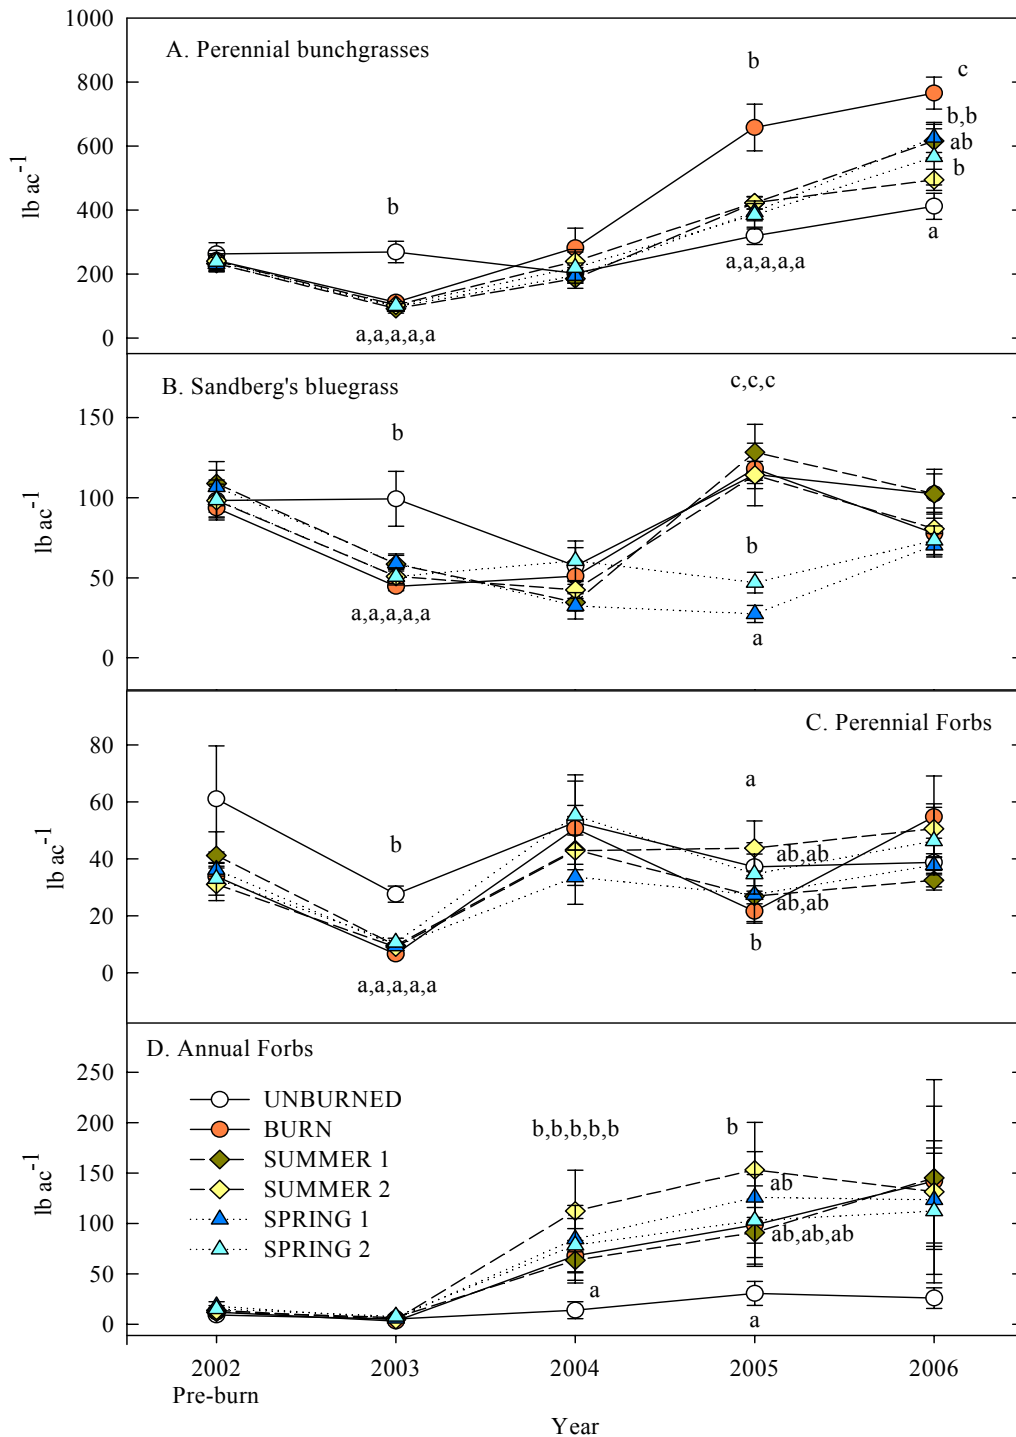 1000
A. Perennial bunchgrasses
b
c
800
b,b
600
ab
lb ac-1
b
b
400
a
200
a,a,a,a,a
0
a,a,a,a,a
B. Sandberg's bluegrass
c,c,c
150
b
100
lb ac-1
b
50
a,a,a,a,a
a
0
C. Perennial Forbs
80
a
60
b
ab,ab
lb ac-1
40
ab,ab
20
b
0
a,a,a,a,a
D. Annual Forbs
250
UNBURNED
200
BURN
b,b,b,b,b
b
SUMMER 1
150
SUMMER 2
ab
lb ac-1
100
SPRING 1
ab,ab,ab
SPRING 2
50
a
a
0
2002 2003 2004 2005 2006
Pre-burn
Year